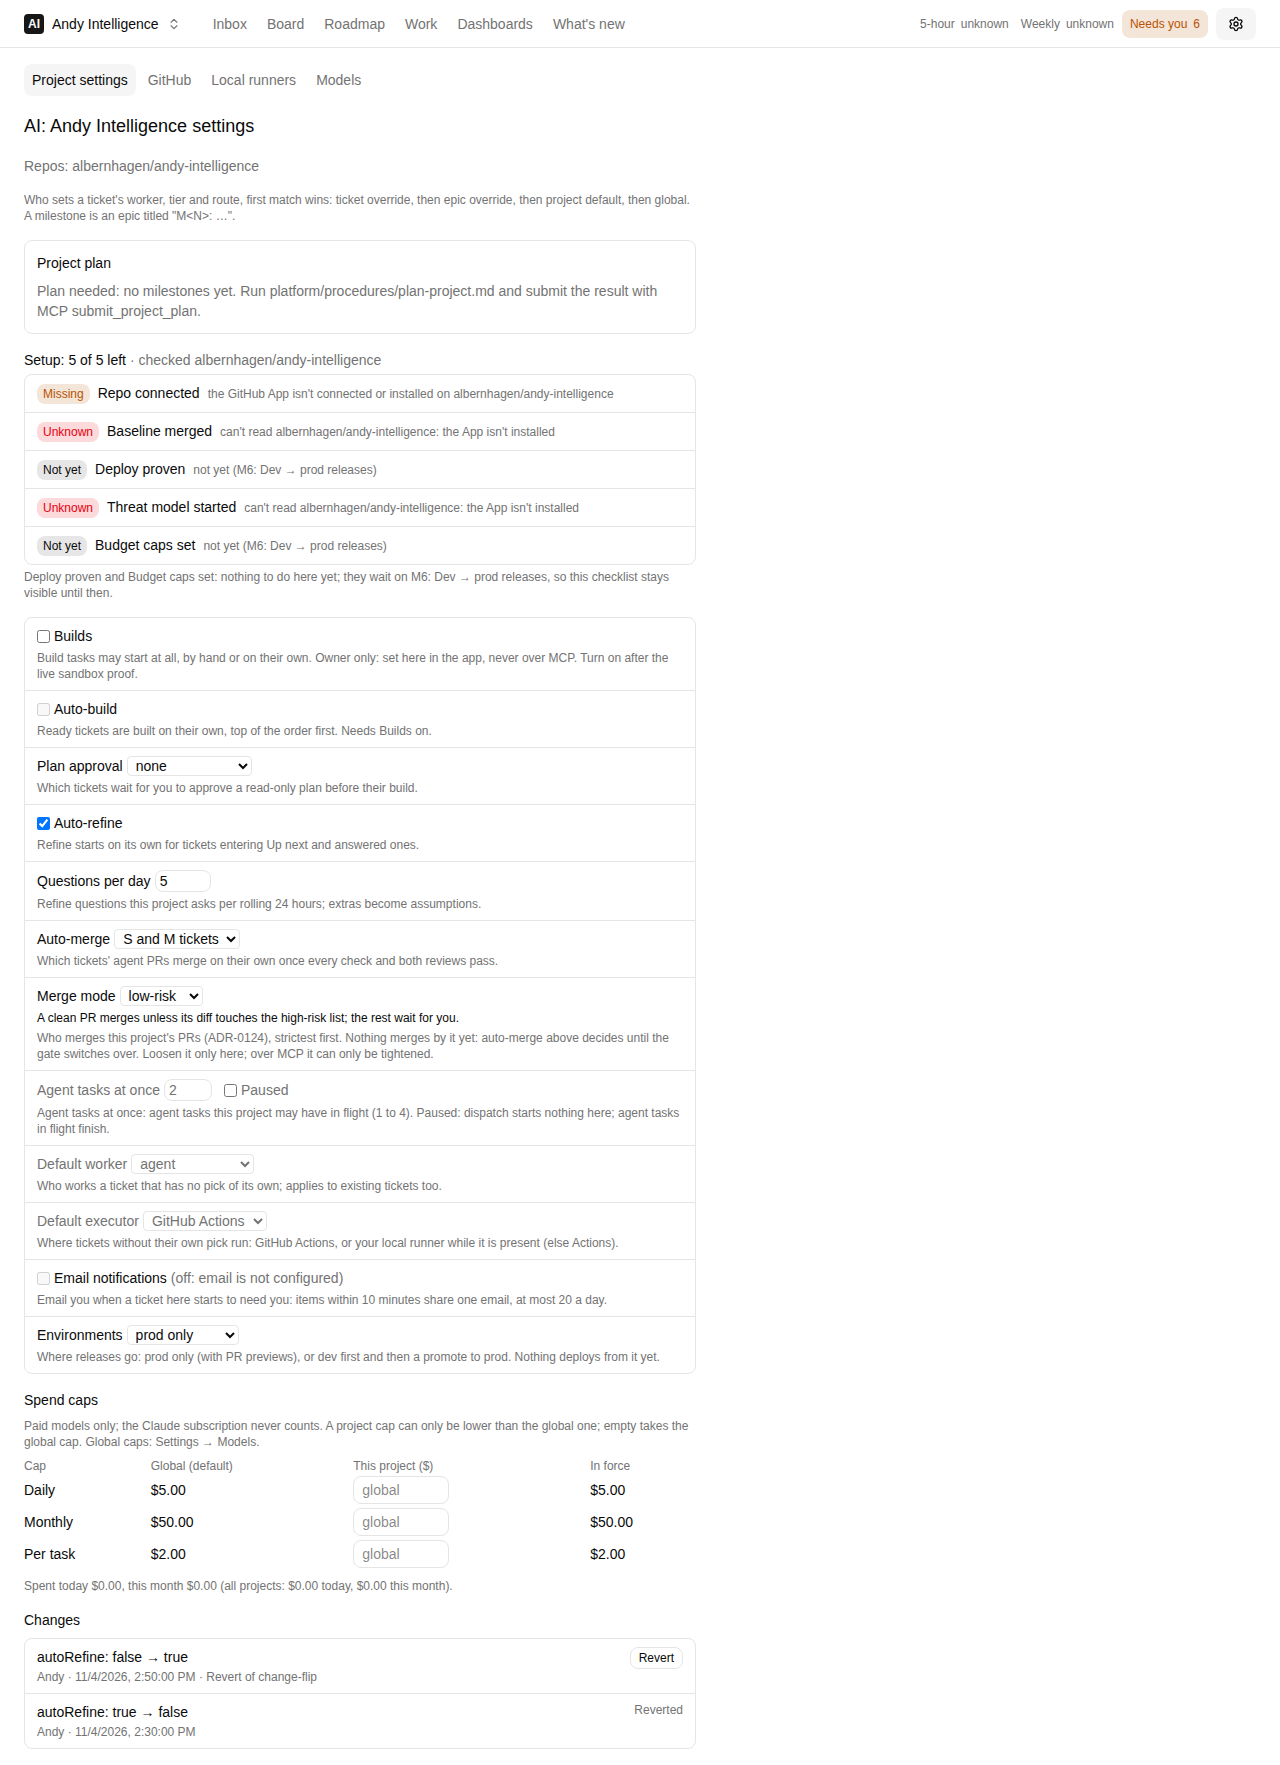 AI Andy Intelligence Inbox Board Roadmap Work Dashboards What's new 5-hour unknown Weekly unknown Needs you 6
Project settings GitHub Local runners Models
AI: Andy Intelligence settings
Repos: albernhagen/andy-intelligence
Who sets a ticket's worker, tier and route, first match wins: ticket override, then epic override, then project default, then global.
A milestone is an epic titled "M<N>: …".
Project plan
Plan needed: no milestones yet. Run platform/procedures/plan-project.md and submit the result with
MCP submit_project_plan.
Setup: 5 of 5 left · checked albernhagen/andy-intelligence
Missing Repo connected the GitHub App isn't connected or installed on albernhagen/andy-intelligence
Unknown Baseline merged can't read albernhagen/andy-intelligence: the App isn't installed
Not yet Deploy proven not yet (M6: Dev → prod releases)
Unknown Threat model started can't read albernhagen/andy-intelligence: the App isn't installed
Not yet Budget caps set not yet (M6: Dev → prod releases)
Deploy proven and Budget caps set: nothing to do here yet; they wait on M6: Dev → prod releases, so this checklist stays
visible until then.
Builds
Build tasks may start at all, by hand or on their own. Owner only: set here in the app, never over MCP. Turn on after the
live sandbox proof.
Auto-build
Ready tickets are built on their own, top of the order first. Needs Builds on.
Plan approval none
Which tickets wait for you to approve a read-only plan before their build.
Auto-refine
Refine starts on its own for tickets entering Up next and answered ones.
Questions per day 5
Refine questions this project asks per rolling 24 hours; extras become assumptions.
Auto-merge S and M tickets
Which tickets' agent PRs merge on their own once every check and both reviews pass.
Merge mode low-risk
A clean PR merges unless its diff touches the high-risk list; the rest wait for you.
Who merges this project's PRs (ADR-0124), strictest first. Nothing merges by it yet: auto-merge above decides until the
gate switches over. Loosen it only here; over MCP it can only be tightened.
Agent tasks at once 2 Paused
Agent tasks at once: agent tasks this project may have in flight (1 to 4). Paused: dispatch starts nothing here; agent tasks
in flight finish.
Default worker agent
Who works a ticket that has no pick of its own; applies to existing tickets too.
Default executor GitHub Actions
Where tickets without their own pick run: GitHub Actions, or your local runner while it is present (else Actions).
Email notifications (off: email is not configured)
Email you when a ticket here starts to need you: items within 10 minutes share one email, at most 20 a day.
Environments prod only
Where releases go: prod only (with PR previews), or dev first and then a promote to prod. Nothing deploys from it yet.
Spend caps
Paid models only; the Claude subscription never counts. A project cap can only be lower than the global one; empty takes the
global cap. Global caps: Settings → Models.
Cap Global (default) This project ($) In force
Daily $5.00 global $5.00
Monthly $50.00 global $50.00
Per task $2.00 global $2.00
Spent today $0.00, this month $0.00 (all projects: $0.00 today, $0.00 this month).
Changes
autoRefine: false → true Revert
Andy · 11/4/2026, 2:50:00 PM · Revert of change-flip
autoRefine: true → false Reverted
Andy · 11/4/2026, 2:30:00 PM